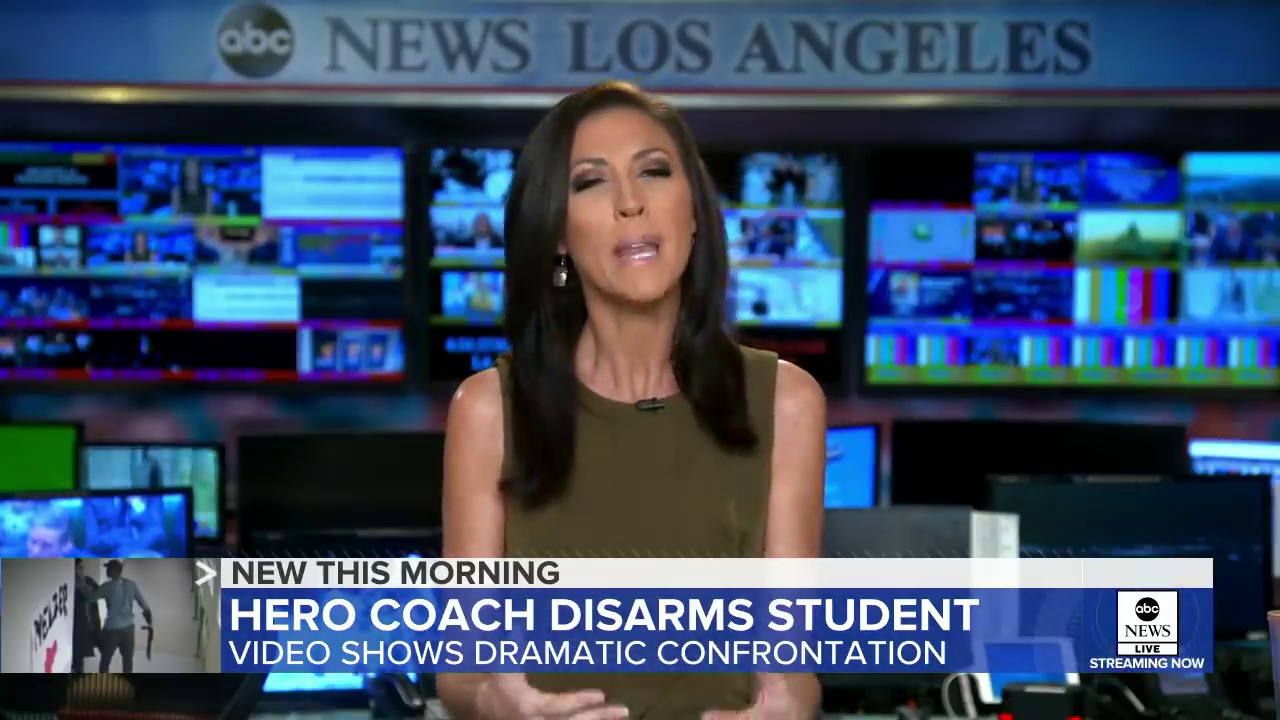 abc NEWS LOS ANGELES
NEW THIS MORNING
HERO COACH DISARMS STUDENT
VIDEO SHOWS DRAMATIC CONFRONTATION
abc
NEWS
LIVE
STREAMING NOW